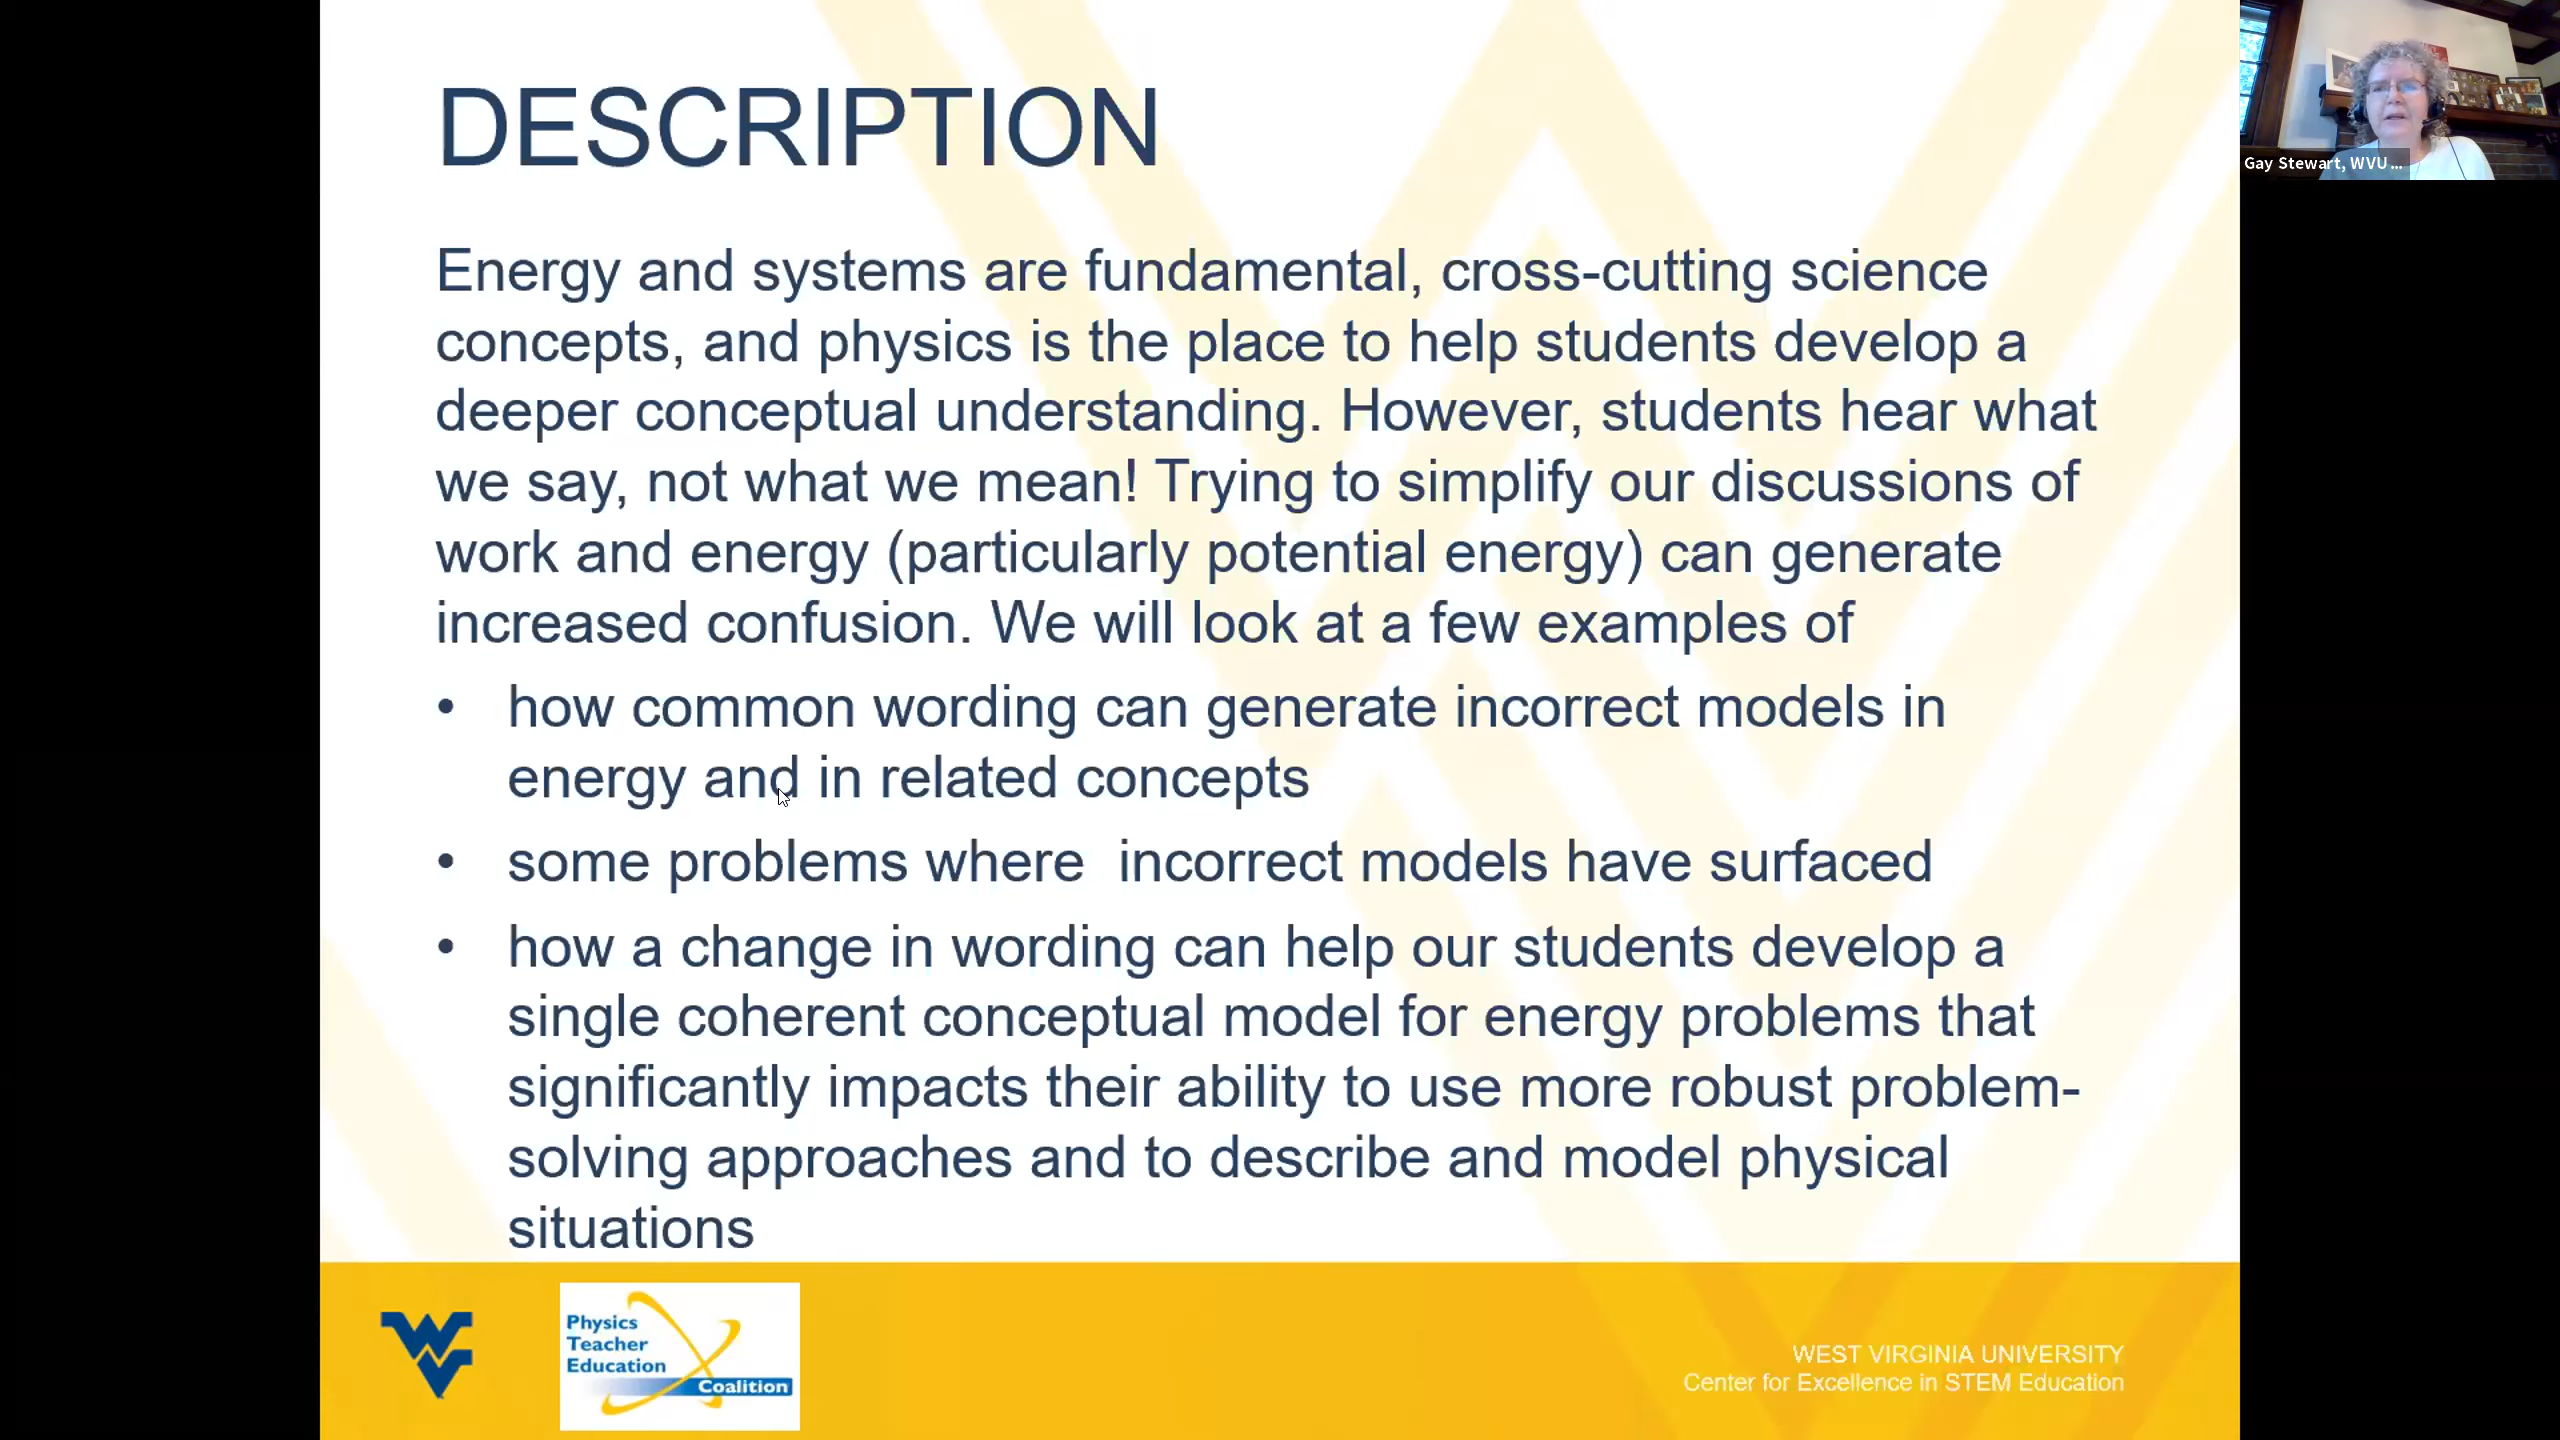 DESCRIPTION
Energy and systems are fundamental, cross-cutting science
concepts, and physics is the place to help students develop a
deeper conceptual understanding. However, students hear what
we say, not what we mean! Trying to simplify our discussions of
work and energy (particularly potential energy) can generate
increased confusion. We will look at a few examples of
• how common wording can generate incorrect models in
energy and in related concepts
• some problems where  incorrect models have surfaced
• how a change in wording can help our students develop a
single coherent conceptual model for energy problems that
significantly impacts their ability to use more robust problem-
solving approaches and to describe and model physical
situations
Gay Stewart, WVU ...
WV
Physics
Teacher
Education
Coalition
WEST VIRGINIA UNIVERSITY
Center for Excellence in STEM Education